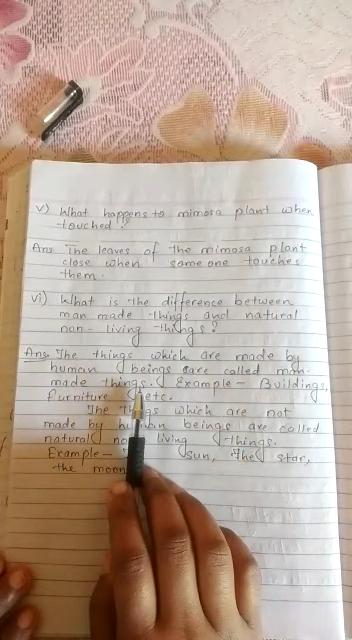 v) What happens to mimosa plant when
touched?
Ans The leaves of the mimosa plant
close when some one touches
them.
vi) What is the difference between
man made things and natural
non-living things?
Ans. The things which are made by
human beings are called man-
made things. Example - Buildings,
Furniture etc.
The things which are not
made by human beings are called
natural non living things.
Example - sun, The star,
the moon